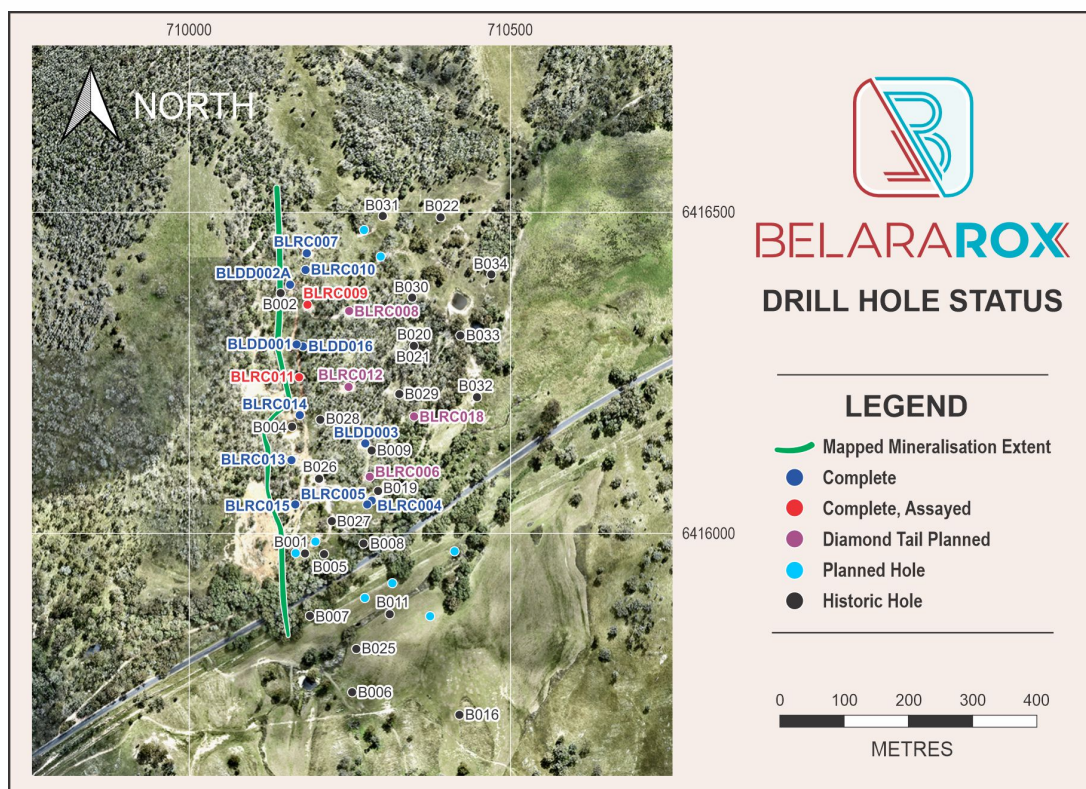 710000
710500
NORTH
B031
B022
6416500
BLRC007
BLRC010
B034
BLDD002A
B002
BLRC009
B030
BLRC008
B033
BLDD001
BLDD016
B020
B021
BLRC011
BLRC012
B029
B032
BLRC014
B028
BLRC018
B004
BLDD003
B009
BLRC013
B026
BLRC006
B019
BLRC005
BLRC015
BLRC004
B027
6416000
B001
B008
B005
B007
B011
B025
B006
B016
BELARAROX
DRILL HOLE STATUS
LEGEND
Mapped Mineralisation Extent
Complete
Complete, Assayed
Diamond Tail Planned
Planned Hole
Historic Hole
0 100 200 300 400
METRES